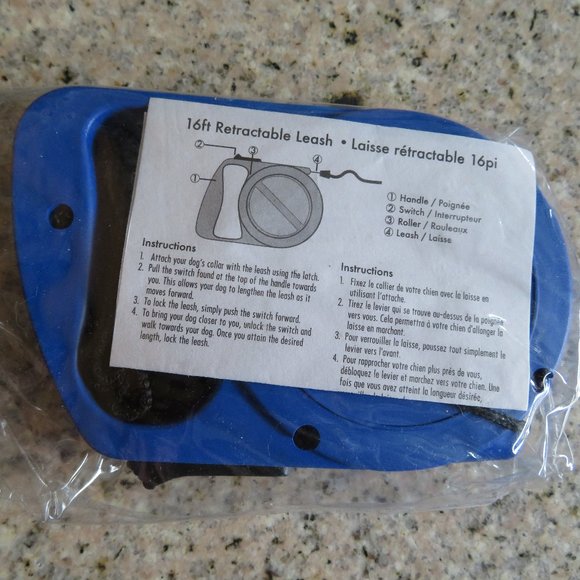 16ft Retractable Leash • Laisse rétractable 16pi
2
3
4
1
① Handle / Poignée
② Switch / Interrupteur
③ Roller / Rouleaux
④ Leash / Laisse
Instructions
1. Attach your dog's collar with the leash using the latch.
2. Pull the switch found at the top of the handle towards
you. This allows your dog to lengthen the leash as it
moves forward.
3. To lock the leash, simply push the switch forward.
4. To bring your dog closer to you, unlock the switch and
walk towards your dog. Once you attain the desired
length, lock the leash.
Instructions
1. Fixez le collier de votre chien avec la laisse en
utilisant l'attache.
2. Tirez le levier qui se trouve au-dessus de la poignée
vers vous. Cela permettra à votre chien d'allonger la
laisse en marchant.
3. Pour verrouiller la laisse, poussez tout simplement le
levier vers l'avant.
4. Pour rapprocher votre chien plus près de vous,
débloquez le levier et marchez vers votre chien. Une
fois que vous avez atteint la longueur désirée,